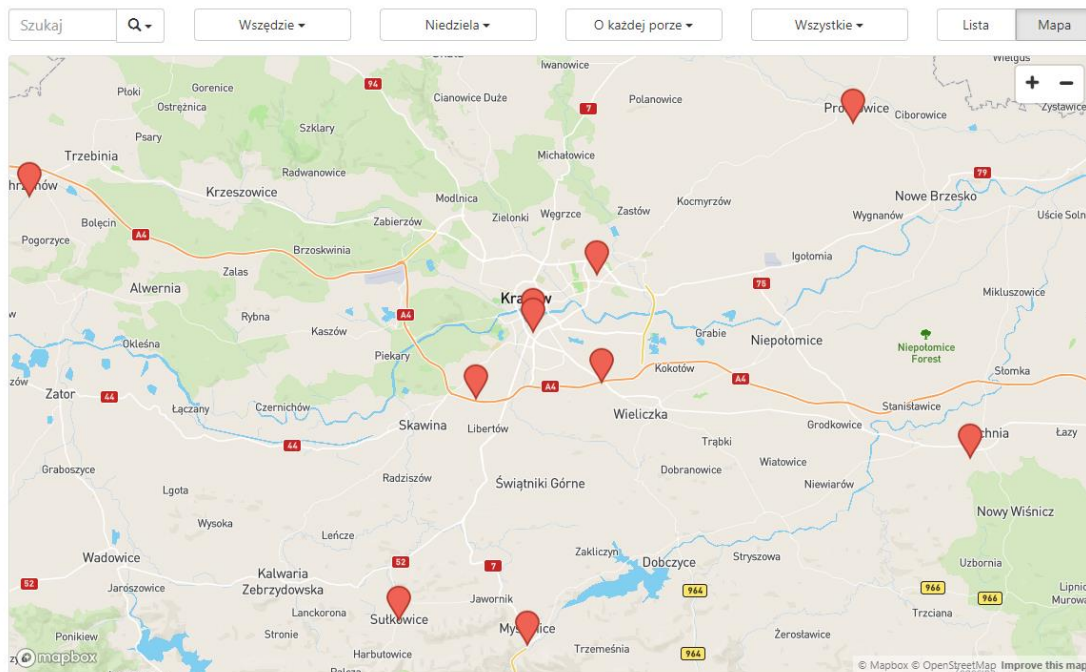 Szukaj
Wszędzie
Niedziela
O każdej porze
Wszystkie
Lista
Mapa
Iwanowice
Wielgus
Gorenice
Płoki
94
Cianowice Duże
Polanowice
Ostrężnica
7
Ciborowice
Szklary
Psary
Trzebinia
Michałowice
Radwanowice
79
Krzeszowice
Modlnica
Nowe Brzesko
Kocmyrzów
Zielonki
Węgrzce
Zastów
Wygnanów
Bolęcin
Zabierzów
A4
Pogorzyce
Brzoskwinia
Igołomia
Zalas
75
Alwernia
Mikluszowice
A4
Rybna
Kaszów
Grabie
Niepołomice
Okleśna
Piekary
Niepołomice
Forest
Kokotów
Słomka
A4
A4
Zator
44
Łączany
Czernichów
Stanisławice
Wieliczka
Skawina
Libertów
Grodkowice
Łazy
44
Trąbki
Wiatowice
Graboszyce
Radziszów
Dobranowice
Świątniki Górne
Niewiarów
Lgota
Nowy Wiśnicz
Wysoka
Leńcze
Zakliczyn
Wadowice
Stryszowa
52
7
Dobczyce
Uzbornia
Kalwaria
Zebrzydowska
52
Jaroszowice
964
966
966
Jawornik
Lanckorona
Sułkowice
Trzciana
Stronie
Żerosławice
Ponikiew
Trzemeśnia
Harbutowice
964
mapbox
© Mapbox © OpenStreetMap Improve this map